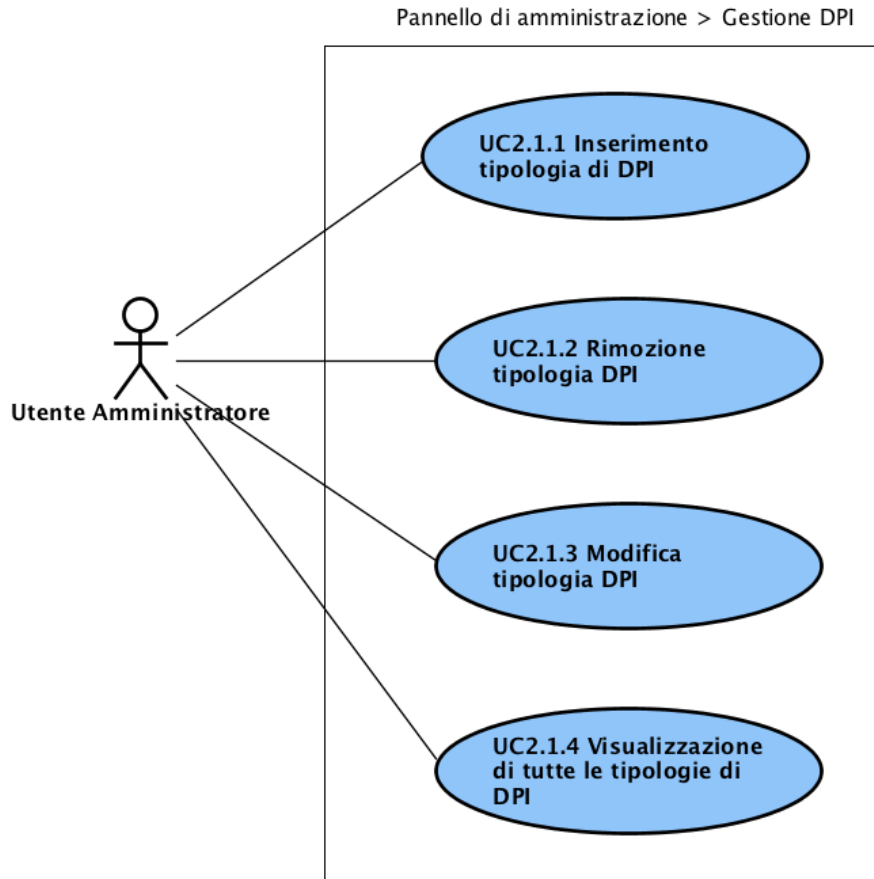 Pannello di amministrazione > Gestione DPI
UC2.1.1 Inserimento
tipologia di DPI
UC2.1.2 Rimozione
tipologia DPI
Utente Amministratore
UC2.1.3 Modifica
tipologia DPI
UC2.1.4 Visualizzazione
di tutte le tipologie di
DPI